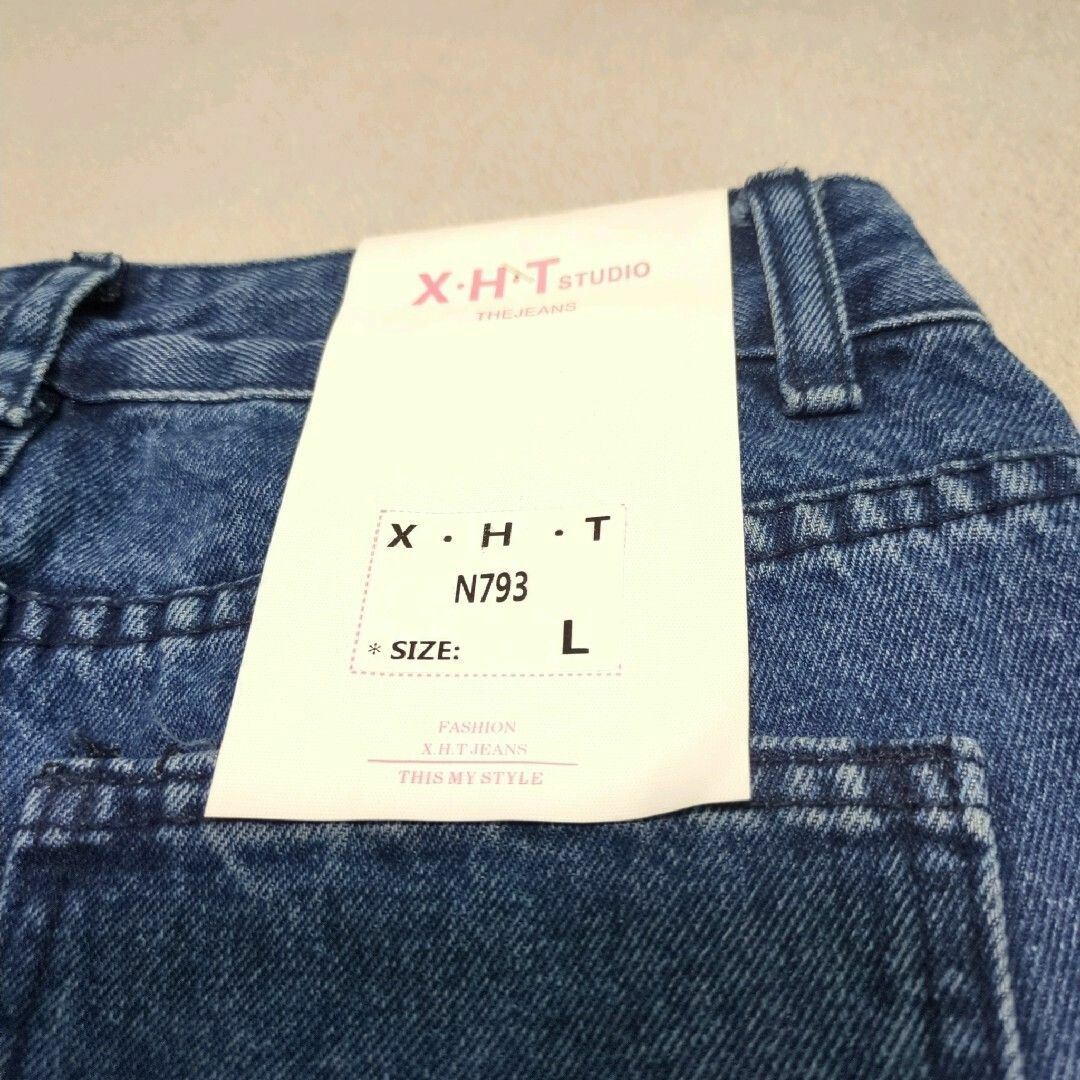 X·H·T STUDIO
THEJEANS
X · H · T
N793
* SIZE: L
FASHION
X.H.T JEANS
THIS MY STYLE